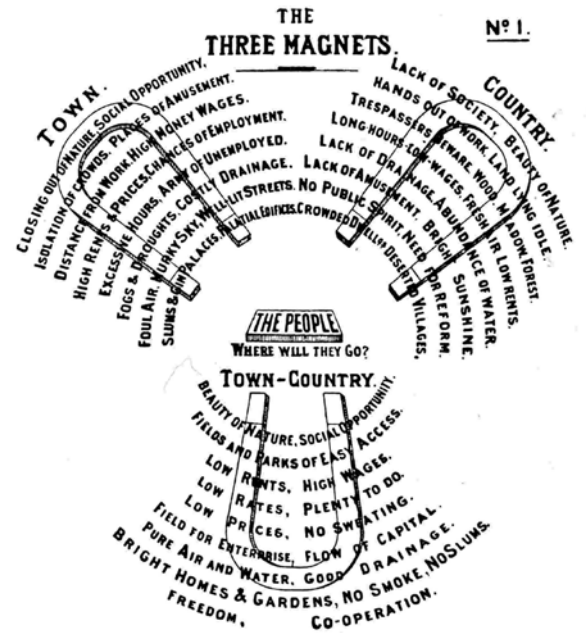 THE
THREE MAGNETS.
Nº 1.
TOWN.
CLOSING OUT OF NATURE. SOCIAL OPPORTUNITY.
ISOLATION OF CROWDS. PLACES OF AMUSEMENT.
DISTANCE FROM WORK. HIGH MONEY WAGES.
HIGH RENTS & PRICES. CHANCES OF EMPLOYMENT.
EXCESSIVE HOURS. ARMY OF UNEMPLOYED.
FOGS & DROUGHTS. COSTLY DRAINAGE.
FOUL AIR. MURKY SKY. WELL-LIT STREETS.
SLUMS & GIN PALACES. PALATIAL EDIFICES.
COUNTRY.
LACK OF SOCIETY. BEAUTY OF NATURE.
HANDS OUT OF WORK. LAND LYING IDLE.
TRESPASSERS BEWARE. WOOD, MEADOW, FOREST.
LONG HOURS-LOW WAGES. FRESH AIR. LOW RENTS.
LACK OF DRAINAGE. ABUNDANCE OF WATER.
LACK OF AMUSEMENT. BRIGHT SUNSHINE.
NO PUBLIC SPIRIT. NEED FOR REFORM.
CROWDED DWELLGS DESERTED VILLAGES.
THE PEOPLE
WHERE WILL THEY GO?
TOWN-COUNTRY.
BEAUTY OF NATURE, SOCIAL OPPORTUNITY.
FIELDS AND PARKS OF EASY ACCESS.
LOW RENTS, HIGH WAGES.
LOW RATES, PLENTY TO DO.
LOW PRICES, NO SWEATING.
FIELD FOR ENTERPRISE, FLOW OF CAPITAL.
PURE AIR AND WATER, GOOD DRAINAGE.
BRIGHT HOMES & GARDENS, NO SMOKE, NO SLUMS.
FREEDOM, CO-OPERATION.